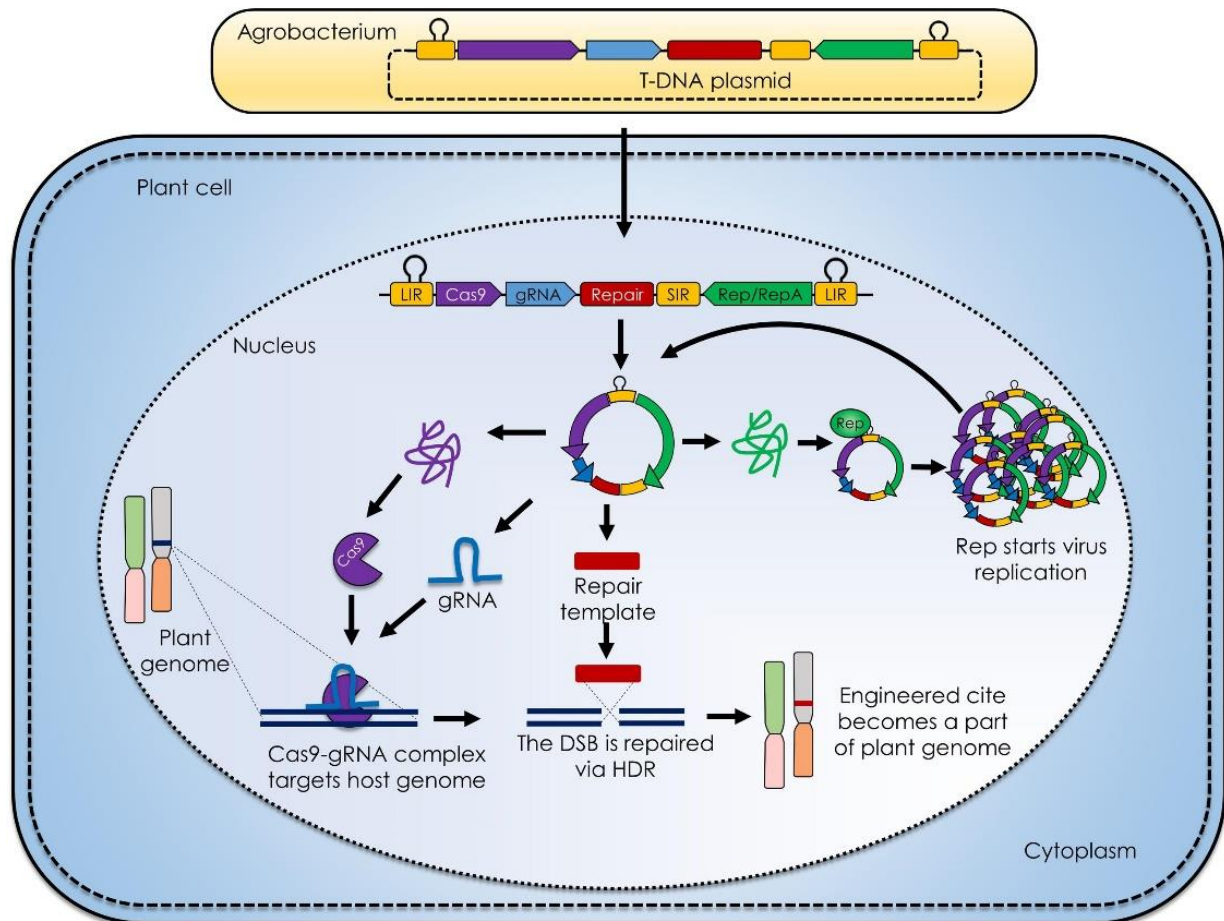 Agrobacterium
T-DNA plasmid
Plant cell
LIR Cas9 gRNA Repair SIR Rep/RepA LIR
Nucleus
Rep
Cas9
gRNA
Repair
template
Rep starts virus
replication
Plant
genome
Cas9-gRNA complex
targets host genome
The DSB is repaired
via HDR
Engineered cite
becomes a part
of plant genome
Cytoplasm